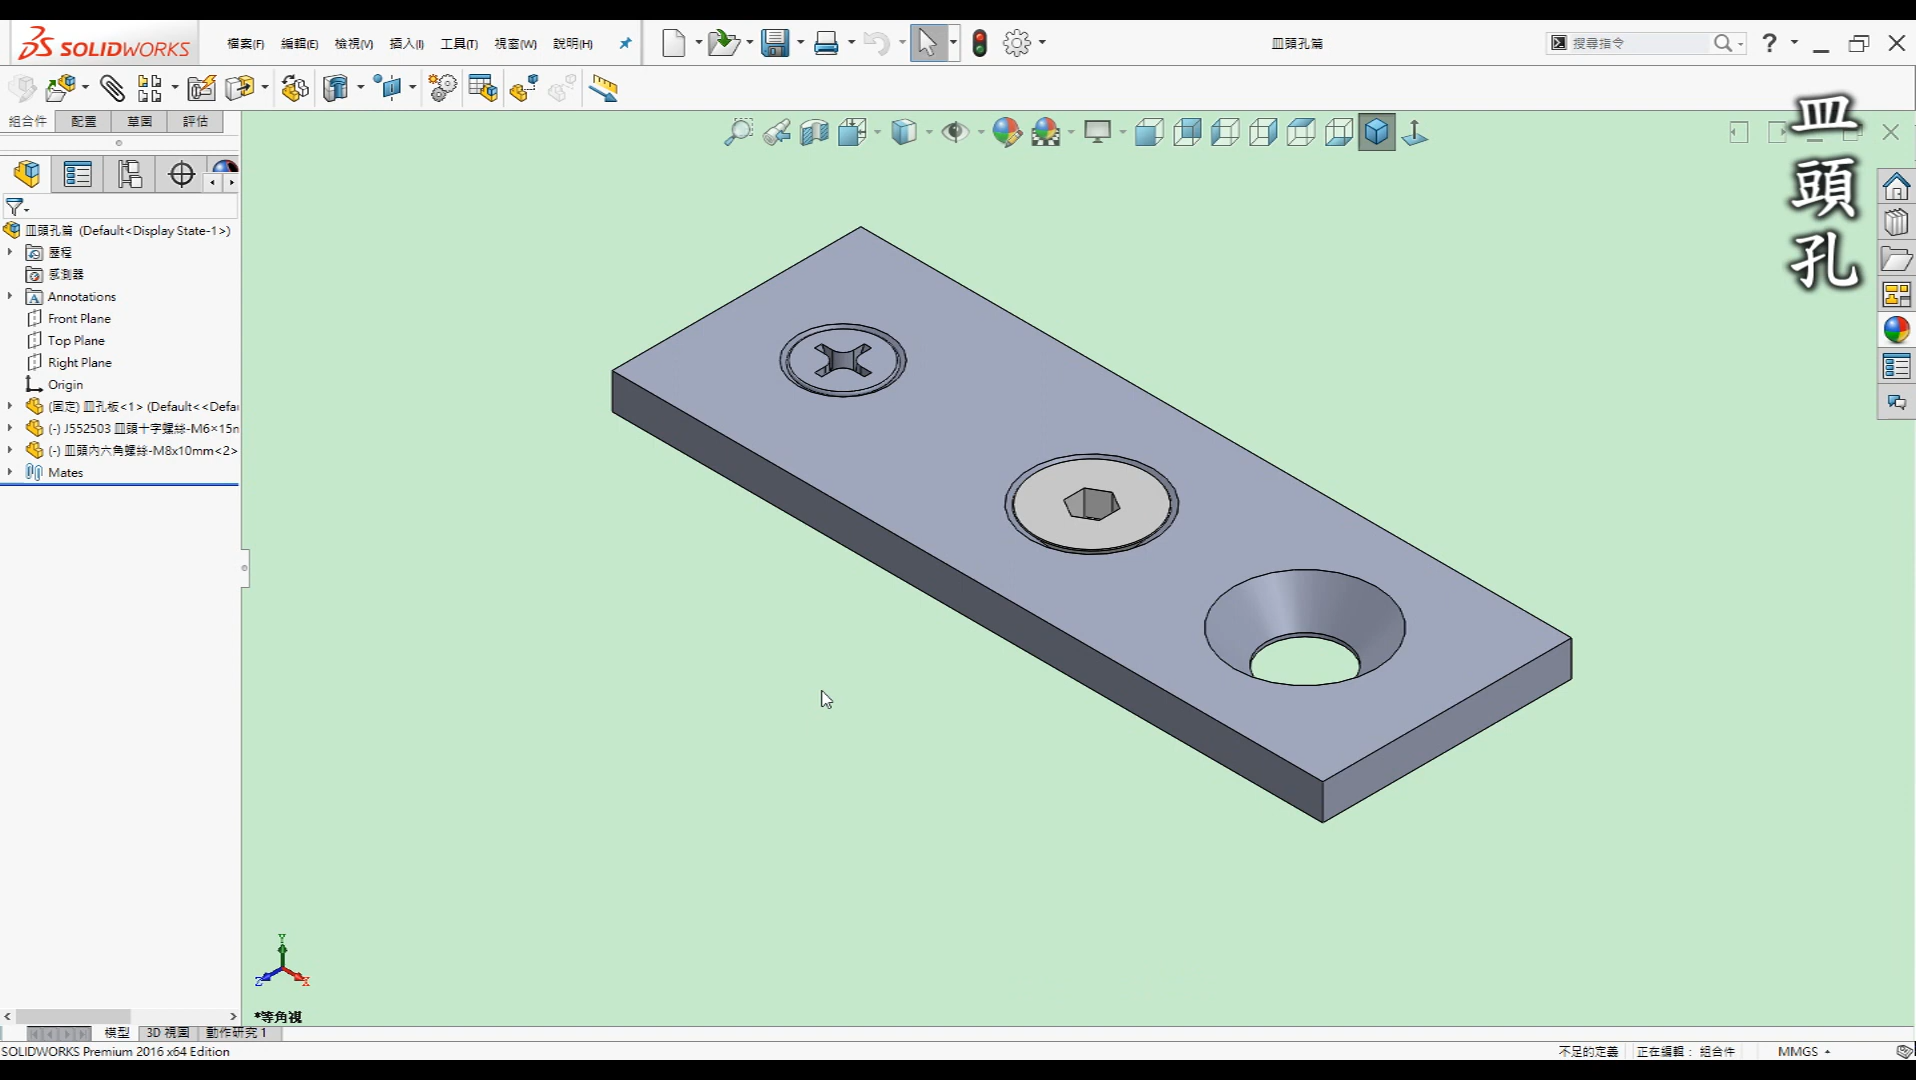 SOLIDWORKS
檔案(F) 編輯(E) 檢視(V) 插入(I) 工具(T) 視窗(W) 說明(H)
皿頭孔篇
搜尋指令
組合件 配置 草圖 評估
皿頭孔篇 (Default<Display State-1>)
歷程
感測器
Annotations
Front Plane
Top Plane
Right Plane
Origin
(固定) 皿孔板<1> (Default<<Defa
(-) J552503 皿頭十字螺絲-M6×15m
(-) 皿頭內六角螺絲-M8x10mm<2>
Mates
皿頭孔
Y
Z
X
*等角視
模型 3D 視圖 動作研究 1
SOLIDWORKS Premium 2016 x64 Edition
不足的定義 正在編輯： 組合件 MMGS